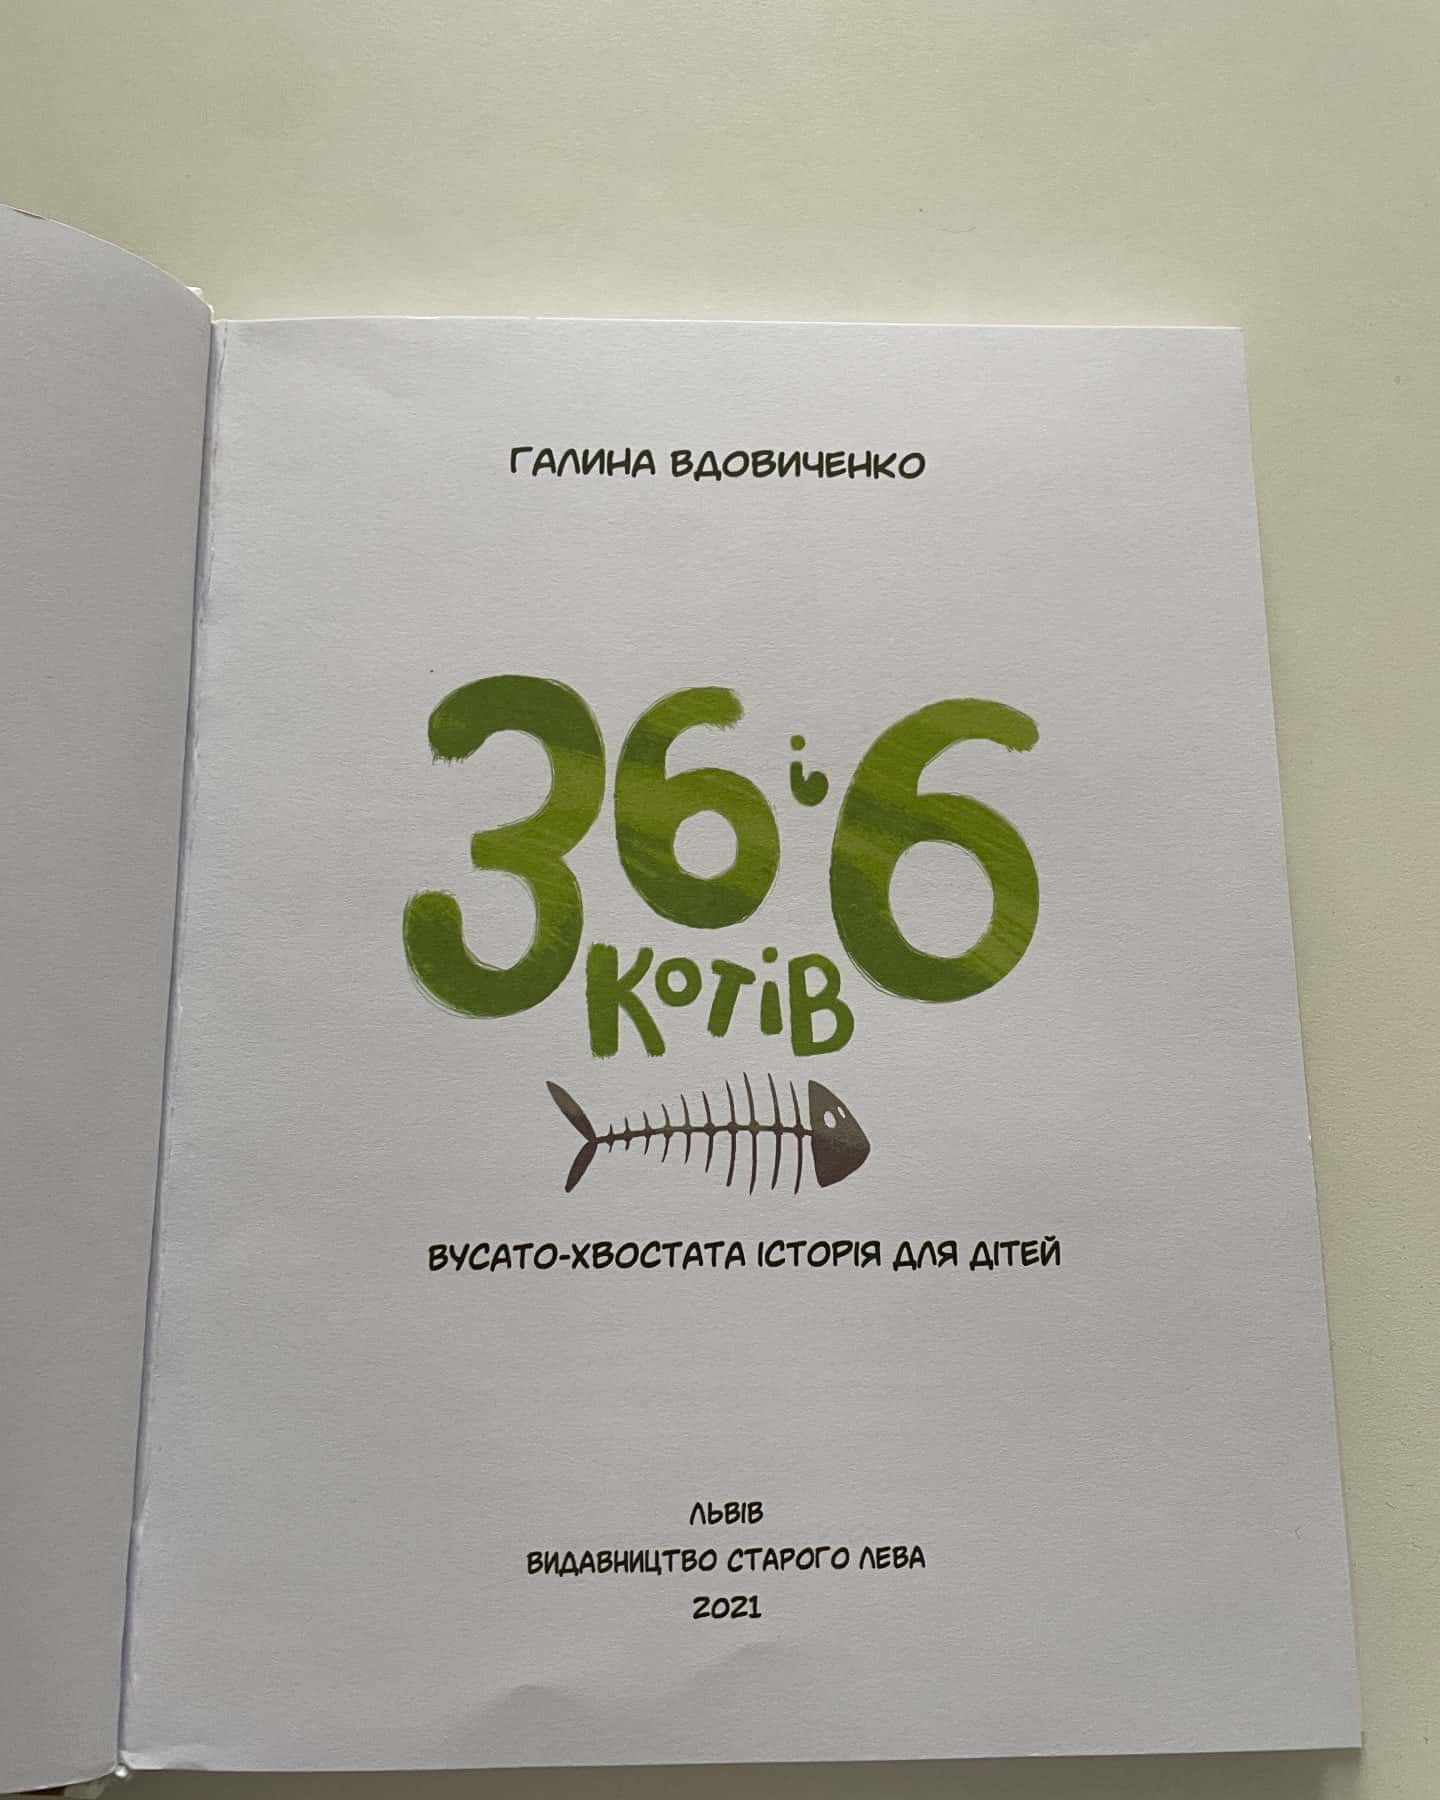 ГАЛИНА ВДОВИЧЕНКО
36 і 6
КОТІВ
ВУСАТО-ХВОСТАТА ІСТОРІЯ ДЛЯ ДІТЕЙ
ЛЬВІВ
ВИДАВНИЦТВО СТАРОГО ЛЕВА
2021